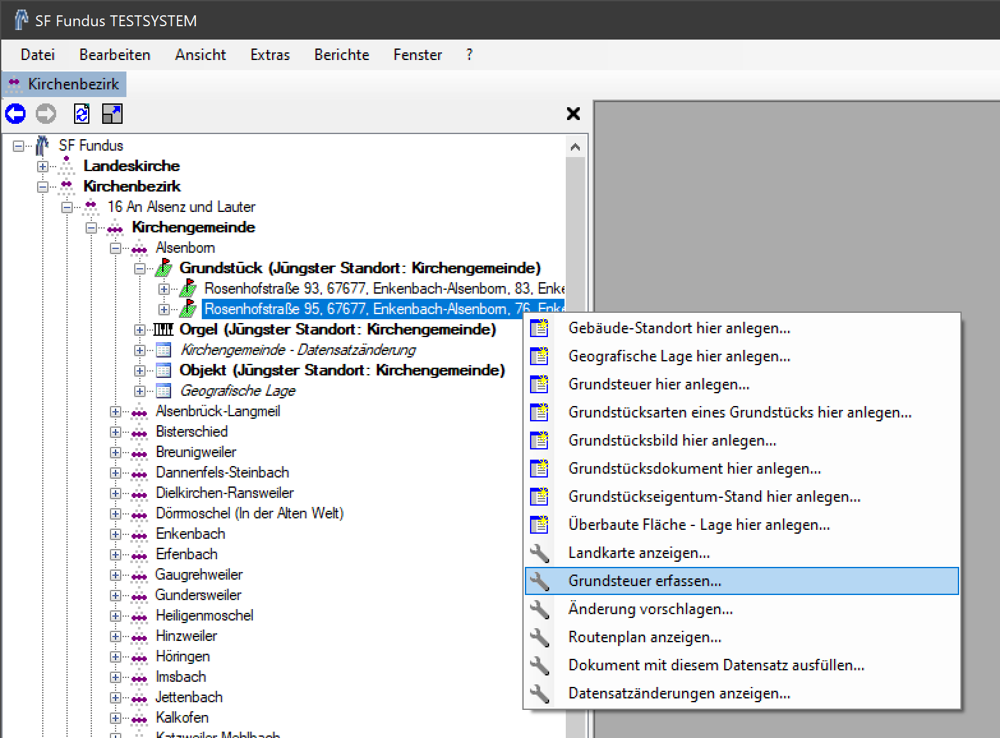 SF Fundus TESTSYSTEM
Datei Bearbeiten Ansicht Extras Berichte Fenster ?
Kirchenbezirk
SF Fundus
Landeskirche
Kirchenbezirk
16 An Alsenz und Lauter
Kirchengemeinde
Alsenborn
Grundstück (Jüngster Standort: Kirchengemeinde)
Rosenhofstraße 93, 67677, Enkenbach-Alsenborn, 83, Enke
Rosenhofstraße 95, 67677, Enkenbach-Alsenborn, 76, Enke
Orgel (Jüngster Standort: Kirchengemeinde)
Kirchengemeinde - Datensatzänderung
Objekt (Jüngster Standort: Kirchengemeinde)
Geografische Lage
Alsenbrück-Langmeil
Bisterschied
Breunigweiler
Dannenfels-Steinbach
Dielkirchen-Ransweiler
Dörrmoschel (In der Alten Welt)
Enkenbach
Erfenbach
Gaugrehweiler
Gundersweiler
Heiligenmoschel
Hinzweiler
Höringen
Imsbach
Jettenbach
Kalkofen
Katzweiler-Mehlbach
Gebäude-Standort hier anlegen...
Geografische Lage hier anlegen...
Grundsteuer hier anlegen...
Grundstücksarten eines Grundstücks hier anlegen...
Grundstücksbild hier anlegen...
Grundstücksdokument hier anlegen...
Grundstückseigentum-Stand hier anlegen...
Überbaute Fläche - Lage hier anlegen...
Landkarte anzeigen...
Grundsteuer erfassen...
Änderung vorschlagen...
Routenplan anzeigen...
Dokument mit diesem Datensatz ausfüllen...
Datensatzänderungen anzeigen...